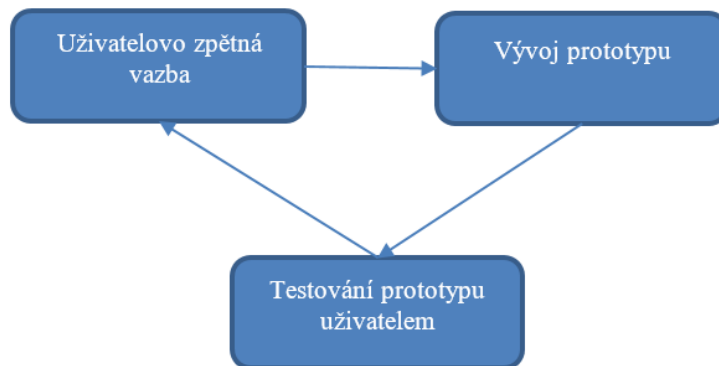 Uživatelovo zpětná
vazba
Vývoj prototypu
Testování prototypu
uživatelem